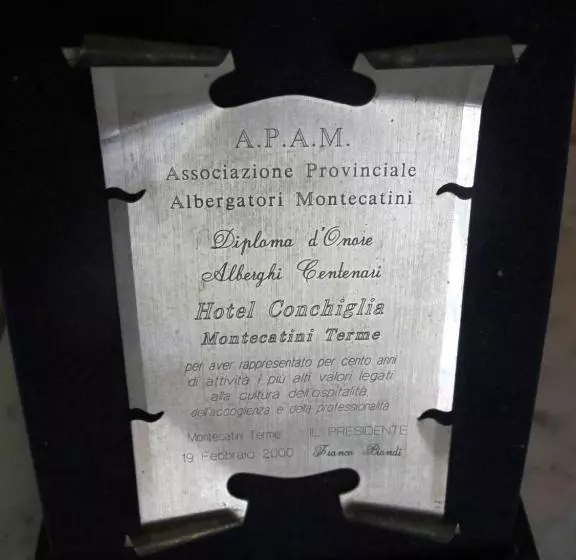 A.P.A.M.
Associazione Provinciale
Albergatori Montecatini
Diploma d'Onore
Alberghi Centenari
Hotel Conchiglia
Montecatini Terme
per aver rappresentato per cento anni
di attività i più alti valori legati
alla cultura dell'ospitalità,
dell'accoglienza e della professionalità
Montecatini Terme IL PRESIDENTE
19 Febbraio 2000 Franco Biondi